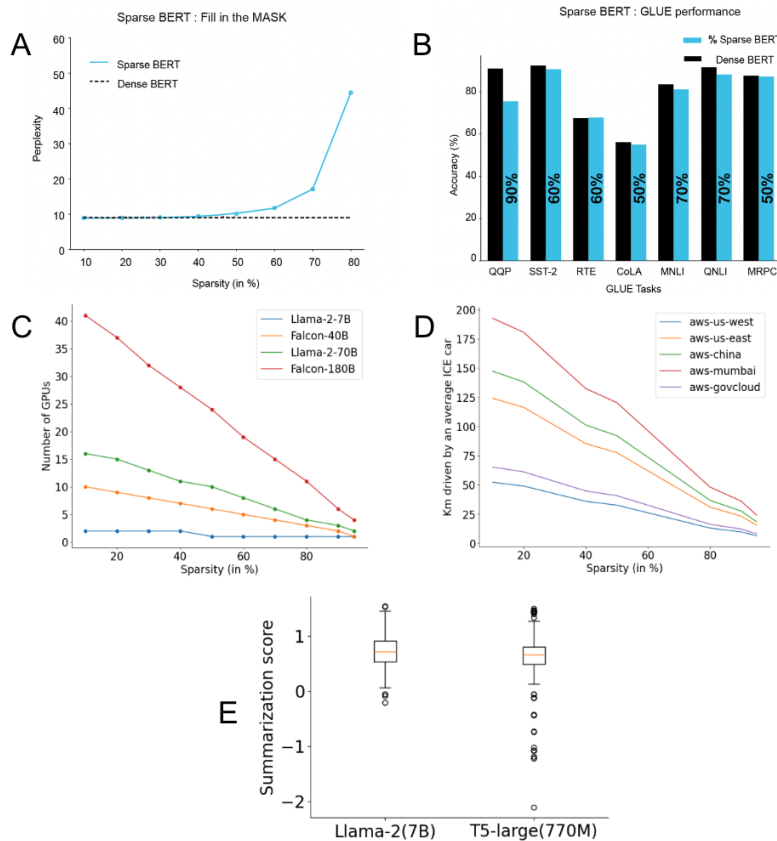 A
Sparse BERT : Fill in the MASK
60
50
40
30
20
10
0
Perplexity
Sparse BERT
Dense BERT
10 20 30 40 50 60 70 80
Sparsity (in %)
B
Sparse BERT : GLUE performance
% Sparse BERT
Dense BERT
80
60
40
20
0
Accuracy (%)
90%
60%
60%
50%
70%
70%
50%
QQP SST-2 RTE CoLA MNLI QNLI MRPC
GLUE Tasks
C
40
35
30
25
20
15
10
5
0
Number of GPUs
Llama-2-7B
Falcon-40B
Llama-2-70B
Falcon-180B
20 40 60 80
Sparsity (in %)
D
200
175
150
125
100
75
50
25
0
Km driven by an average ICE car
aws-us-west
aws-us-east
aws-china
aws-mumbai
aws-govcloud
20 40 60 80
Sparsity (in %)
E
1
0
−1
−2
Summarization score
Llama-2(7B) T5-large(770M)